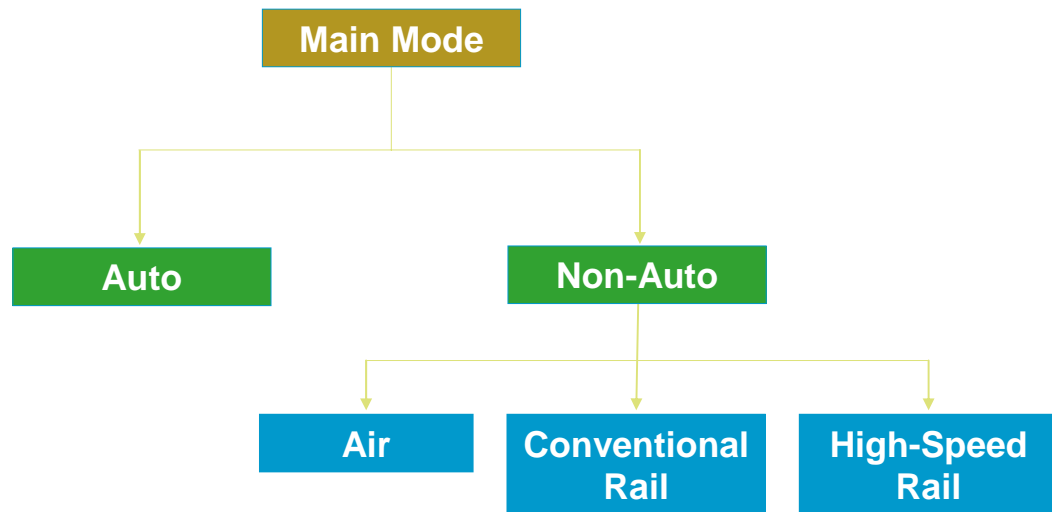 Main Mode
Auto
Non-Auto
Air
Conventional
Rail
High-Speed
Rail